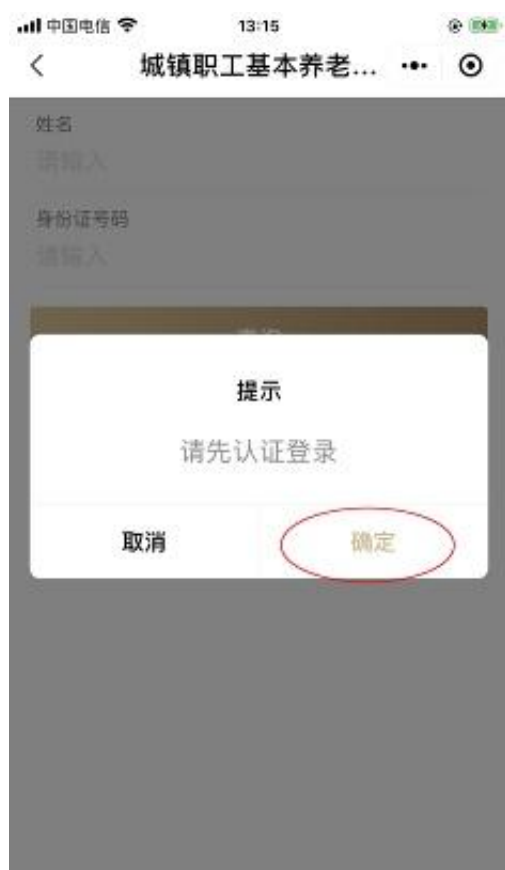 中国电信
13:15
城镇职工基本养老...
姓名
请输入
身份证号码
请输入
提示
请先认证登录
取消
确定